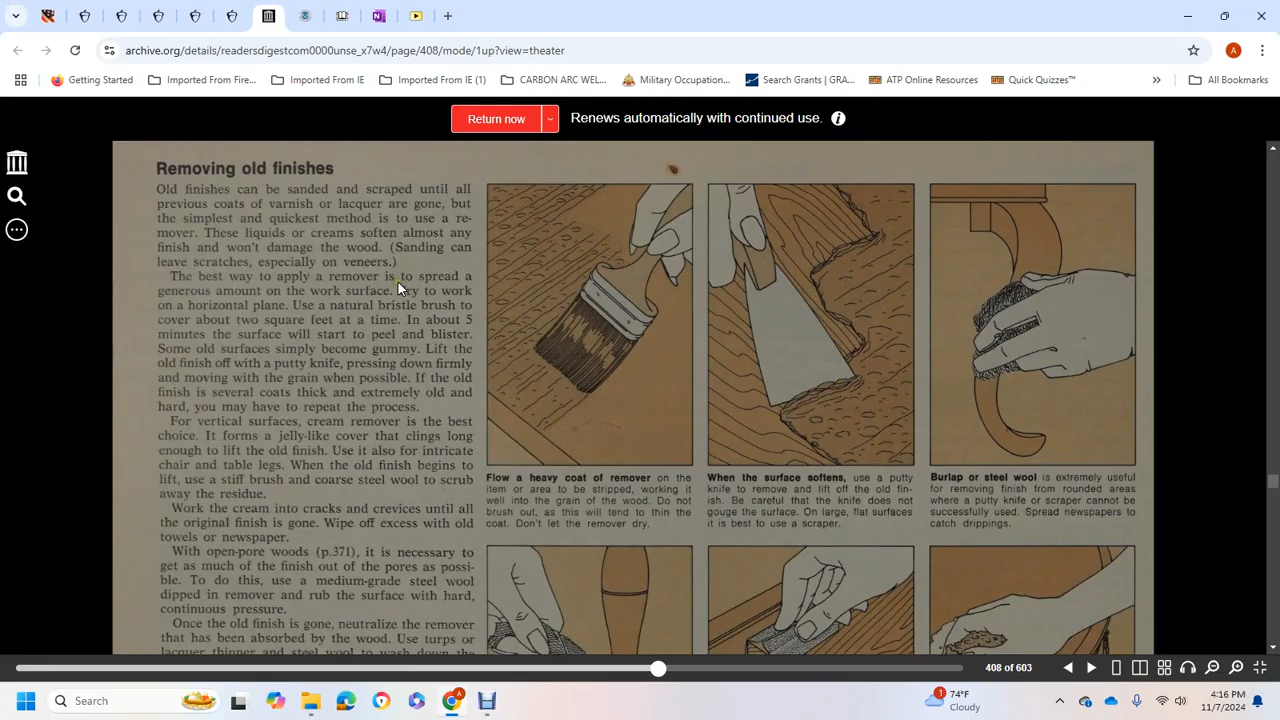 archive.org/details/readersdigestcom0000unse_x7w4/page/408/mode/1up?view=theater
A
Getting Started
Imported From Fire...
Imported From IE
Imported From IE (1)
CARBON ARC WEL...
Military Occupation...
Search Grants | GRA...
ATP Online Resources
Quick Quizzes™
»
All Bookmarks
Return now
Renews automatically with continued use.
Removing old finishes
Old finishes can be sanded and scraped until all
previous coats of varnish or lacquer are gone, but
the simplest and quickest method is to use a re-
mover. These liquids or creams soften almost any
finish and won't damage the wood. (Sanding can
leave scratches, especially on veneers.)
The best way to apply a remover is to spread a
generous amount on the work surface. Try to work
on a horizontal plane. Use a natural bristle brush to
cover about two square feet at a time. In about 5
minutes the surface will start to peel and blister.
Some old surfaces simply become gummy. Lift the
old finish off with a putty knife, pressing down firmly
and moving with the grain when possible. If the old
finish is several coats thick and extremely old and
hard, you may have to repeat the process.
For vertical surfaces, cream remover is the best
choice. It forms a jelly-like cover that clings long
enough to lift the old finish. Use it also for intricate
chair and table legs. When the old finish begins to
lift, use a stiff brush and coarse steel wool to scrub
away the residue.
Work the cream into cracks and crevices until all
the original finish is gone. Wipe off excess with old
towels or newspaper.
With open-pore woods (p.371), it is necessary to
get as much of the finish out of the pores as possi-
ble. To do this, use a medium-grade steel wool
dipped in remover and rub the surface with hard,
continuous pressure.
Once the old finish is gone, neutralize the remover
that has been absorbed by the wood. Use turps or
lacquer thinner and steel wool to wash down the
Flow a heavy coat of remover on the
item or area to be stripped, working it
well into the grain of the wood. Do not
brush out, as this will tend to thin the
coat. Don't let the remover dry.
When the surface softens, use a putty
knife to remove and lift off the old fin-
ish. Be careful that the knife does not
gouge the surface. On large, flat surfaces
it is best to use a scraper.
Burlap or steel wool is extremely useful
for removing finish from rounded areas
where a putty knife or scraper cannot be
successfully used. Spread newspapers to
catch drippings.
408 of 603
Search
1
74°F
Cloudy
4:16 PM
11/7/2024